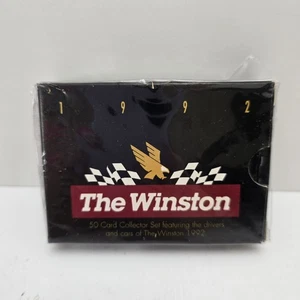 1 9 9 2
The Winston
50 Card Collector Set featuring the drivers
and cars of The Winston 1992